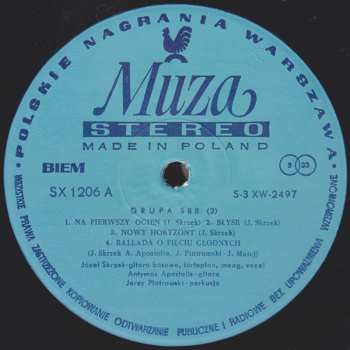 POLSKIE NAGRANIA WARSZAWA
Muza
STEREO
MADE IN POLAND
BIEM
33
SX 1206 A
S-3 XW-2497
GRUPA SBB (2)
1. NA PIERWSZY OGIEŃ (J. Skrzek) 2. BŁYSK (J. Skrzek)
3. NOWY HORYZONT (J. Skrzek)
4. BALLADA O PIĘCIU GŁODNYCH
(J. Skrzek A. Apostolis, J. Piotrowski - J. Matej)
Józef Skrzek-gitara basowa, fortepian, moog, vocal
Antymos Apostolis-gitara
Jerzy Piotrowski-perkusja
WSZYSTKIE PRAWA ZASTRZEŻONE KOPIOWANIE ODTWARZANIE PUBLICZNE I RADIOWE BEZ UPOWAŻNIENIA WZBRONIONE